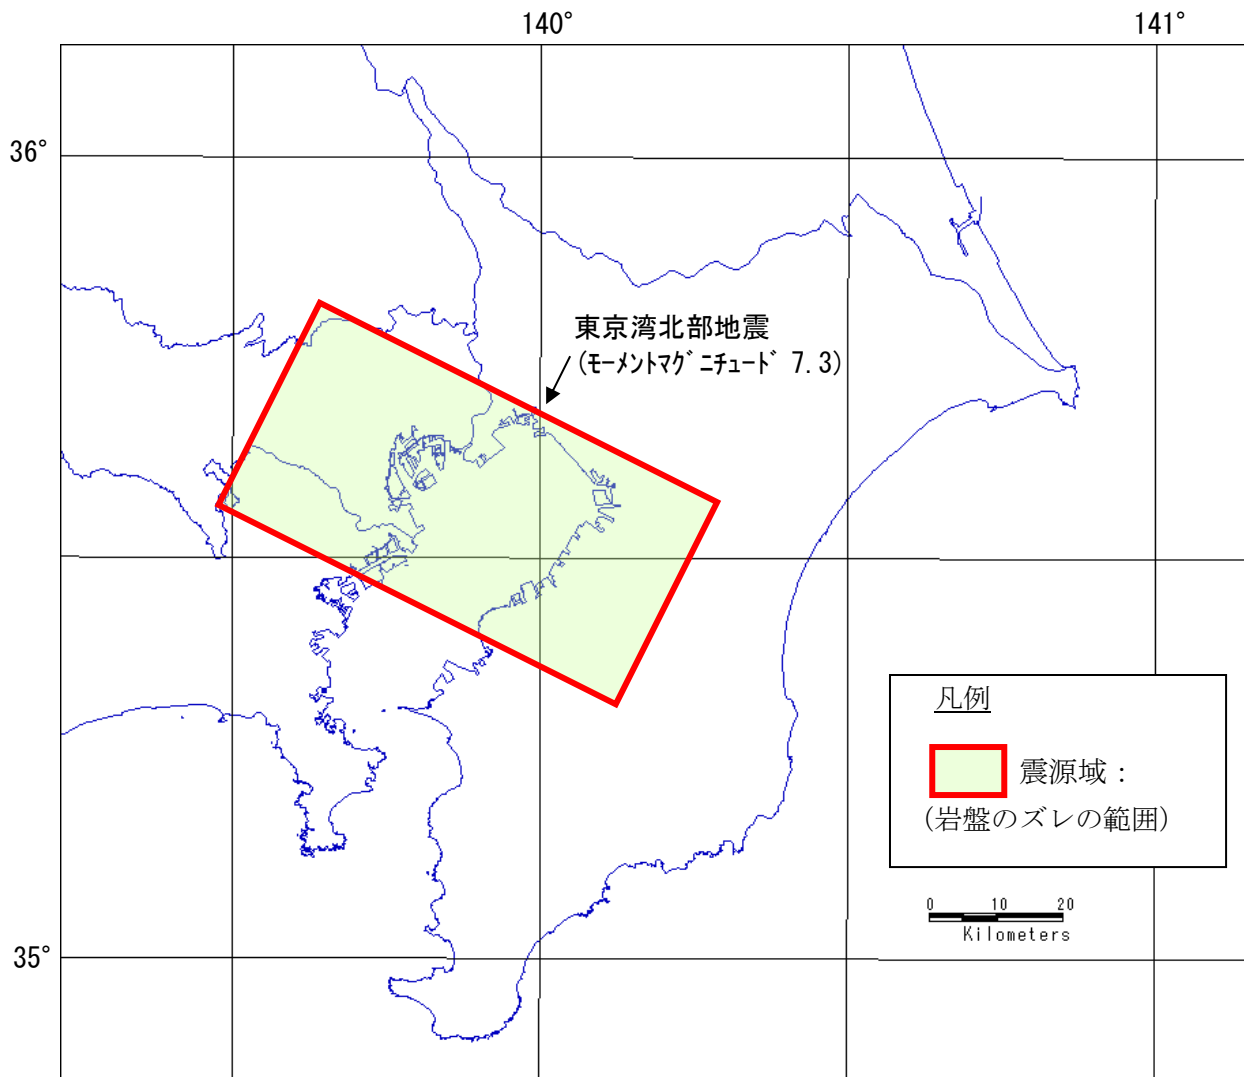 140°
141°
36°
東京湾北部地震
(ﾓｰﾒﾝﾄﾏｸﾞﾆﾁｭｰﾄﾞ 7.3)
凡例
震源域：
(岩盤のズレの範囲)
0 10 20
Kilometers
35°